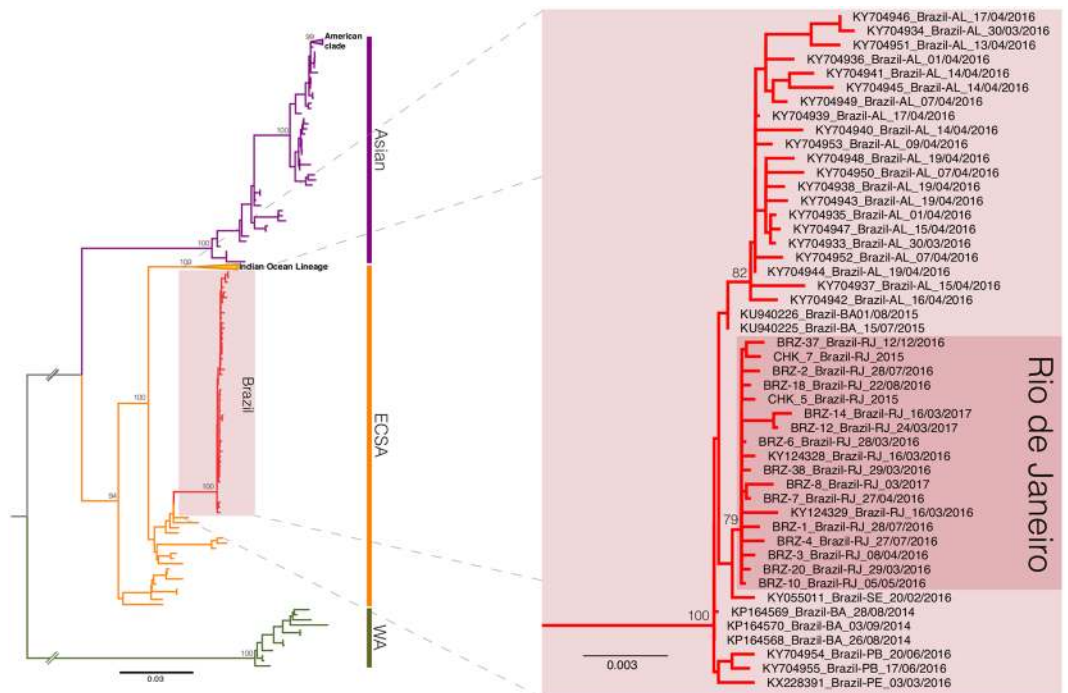 99
American
clade
100
Asian
100
100
Indian Ocean Lineage
Brazil
100
100
94
ECSA
100
WA
0.03
KY704946_Brazil-AL_17/04/2016
KY704934_Brazil-AL_30/03/2016
KY704951_Brazil-AL_13/04/2016
KY704936_Brazil-AL_01/04/2016
KY704941_Brazil-AL_14/04/2016
KY704945_Brazil-AL_14/04/2016
KY704949_Brazil-AL_07/04/2016
KY704939_Brazil-AL_17/04/2016
KY704940_Brazil-AL_14/04/2016
KY704953_Brazil-AL_09/04/2016
KY704948_Brazil-AL_19/04/2016
KY704950_Brazil-AL_07/04/2016
KY704938_Brazil-AL_19/04/2016
KY704943_Brazil-AL_19/04/2016
KY704935_Brazil-AL_01/04/2016
KY704947_Brazil-AL_15/04/2016
KY704933_Brazil-AL_30/03/2016
KY704952_Brazil-AL_07/04/2016
82
KY704944_Brazil-AL_19/04/2016
KY704937_Brazil-AL_15/04/2016
KY704942_Brazil-AL_16/04/2016
KU940226_Brazil-BA01/08/2015
KU940225_Brazil-BA_15/07/2015
BRZ-37_Brazil-RJ_12/12/2016
CHK_7_Brazil-RJ_2015
BRZ-2_Brazil-RJ_28/07/2016
BRZ-18_Brazil-RJ_22/08/2016
CHK_5_Brazil-RJ_2015
BRZ-14_Brazil-RJ_16/03/2017
BRZ-12_Brazil-RJ_24/03/2017
BRZ-6_Brazil-RJ_28/03/2016
KY124328_Brazil-RJ_16/03/2016
BRZ-38_Brazil-RJ_29/03/2016
BRZ-8_Brazil-RJ_03/2017
BRZ-7_Brazil-RJ_27/04/2016
KY124329_Brazil-RJ_16/03/2016
79
BRZ-1_Brazil-RJ_28/07/2016
BRZ-4_Brazil-RJ_27/07/2016
BRZ-3_Brazil-RJ_08/04/2016
BRZ-20_Brazil-RJ_29/03/2016
BRZ-10_Brazil-RJ_05/05/2016
Rio de Janeiro
KY055011_Brazil-SE_20/02/2016
100
KP164569_Brazil-BA_28/08/2014
KP164570_Brazil-BA_03/09/2014
KP164568_Brazil-BA_26/08/2014
KY704954_Brazil-PB_20/06/2016
KY704955_Brazil-PB_17/06/2016
KX228391_Brazil-PE_03/03/2016
0.003